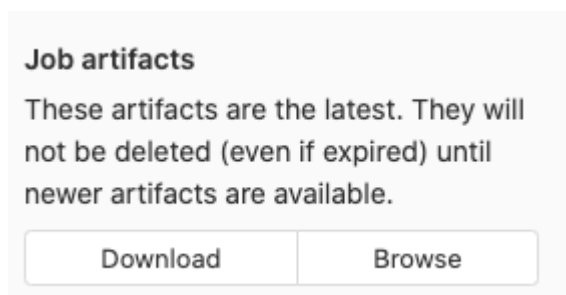 Job artifacts
These artifacts are the latest. They will
not be deleted (even if expired) until
newer artifacts are available.
Download
Browse